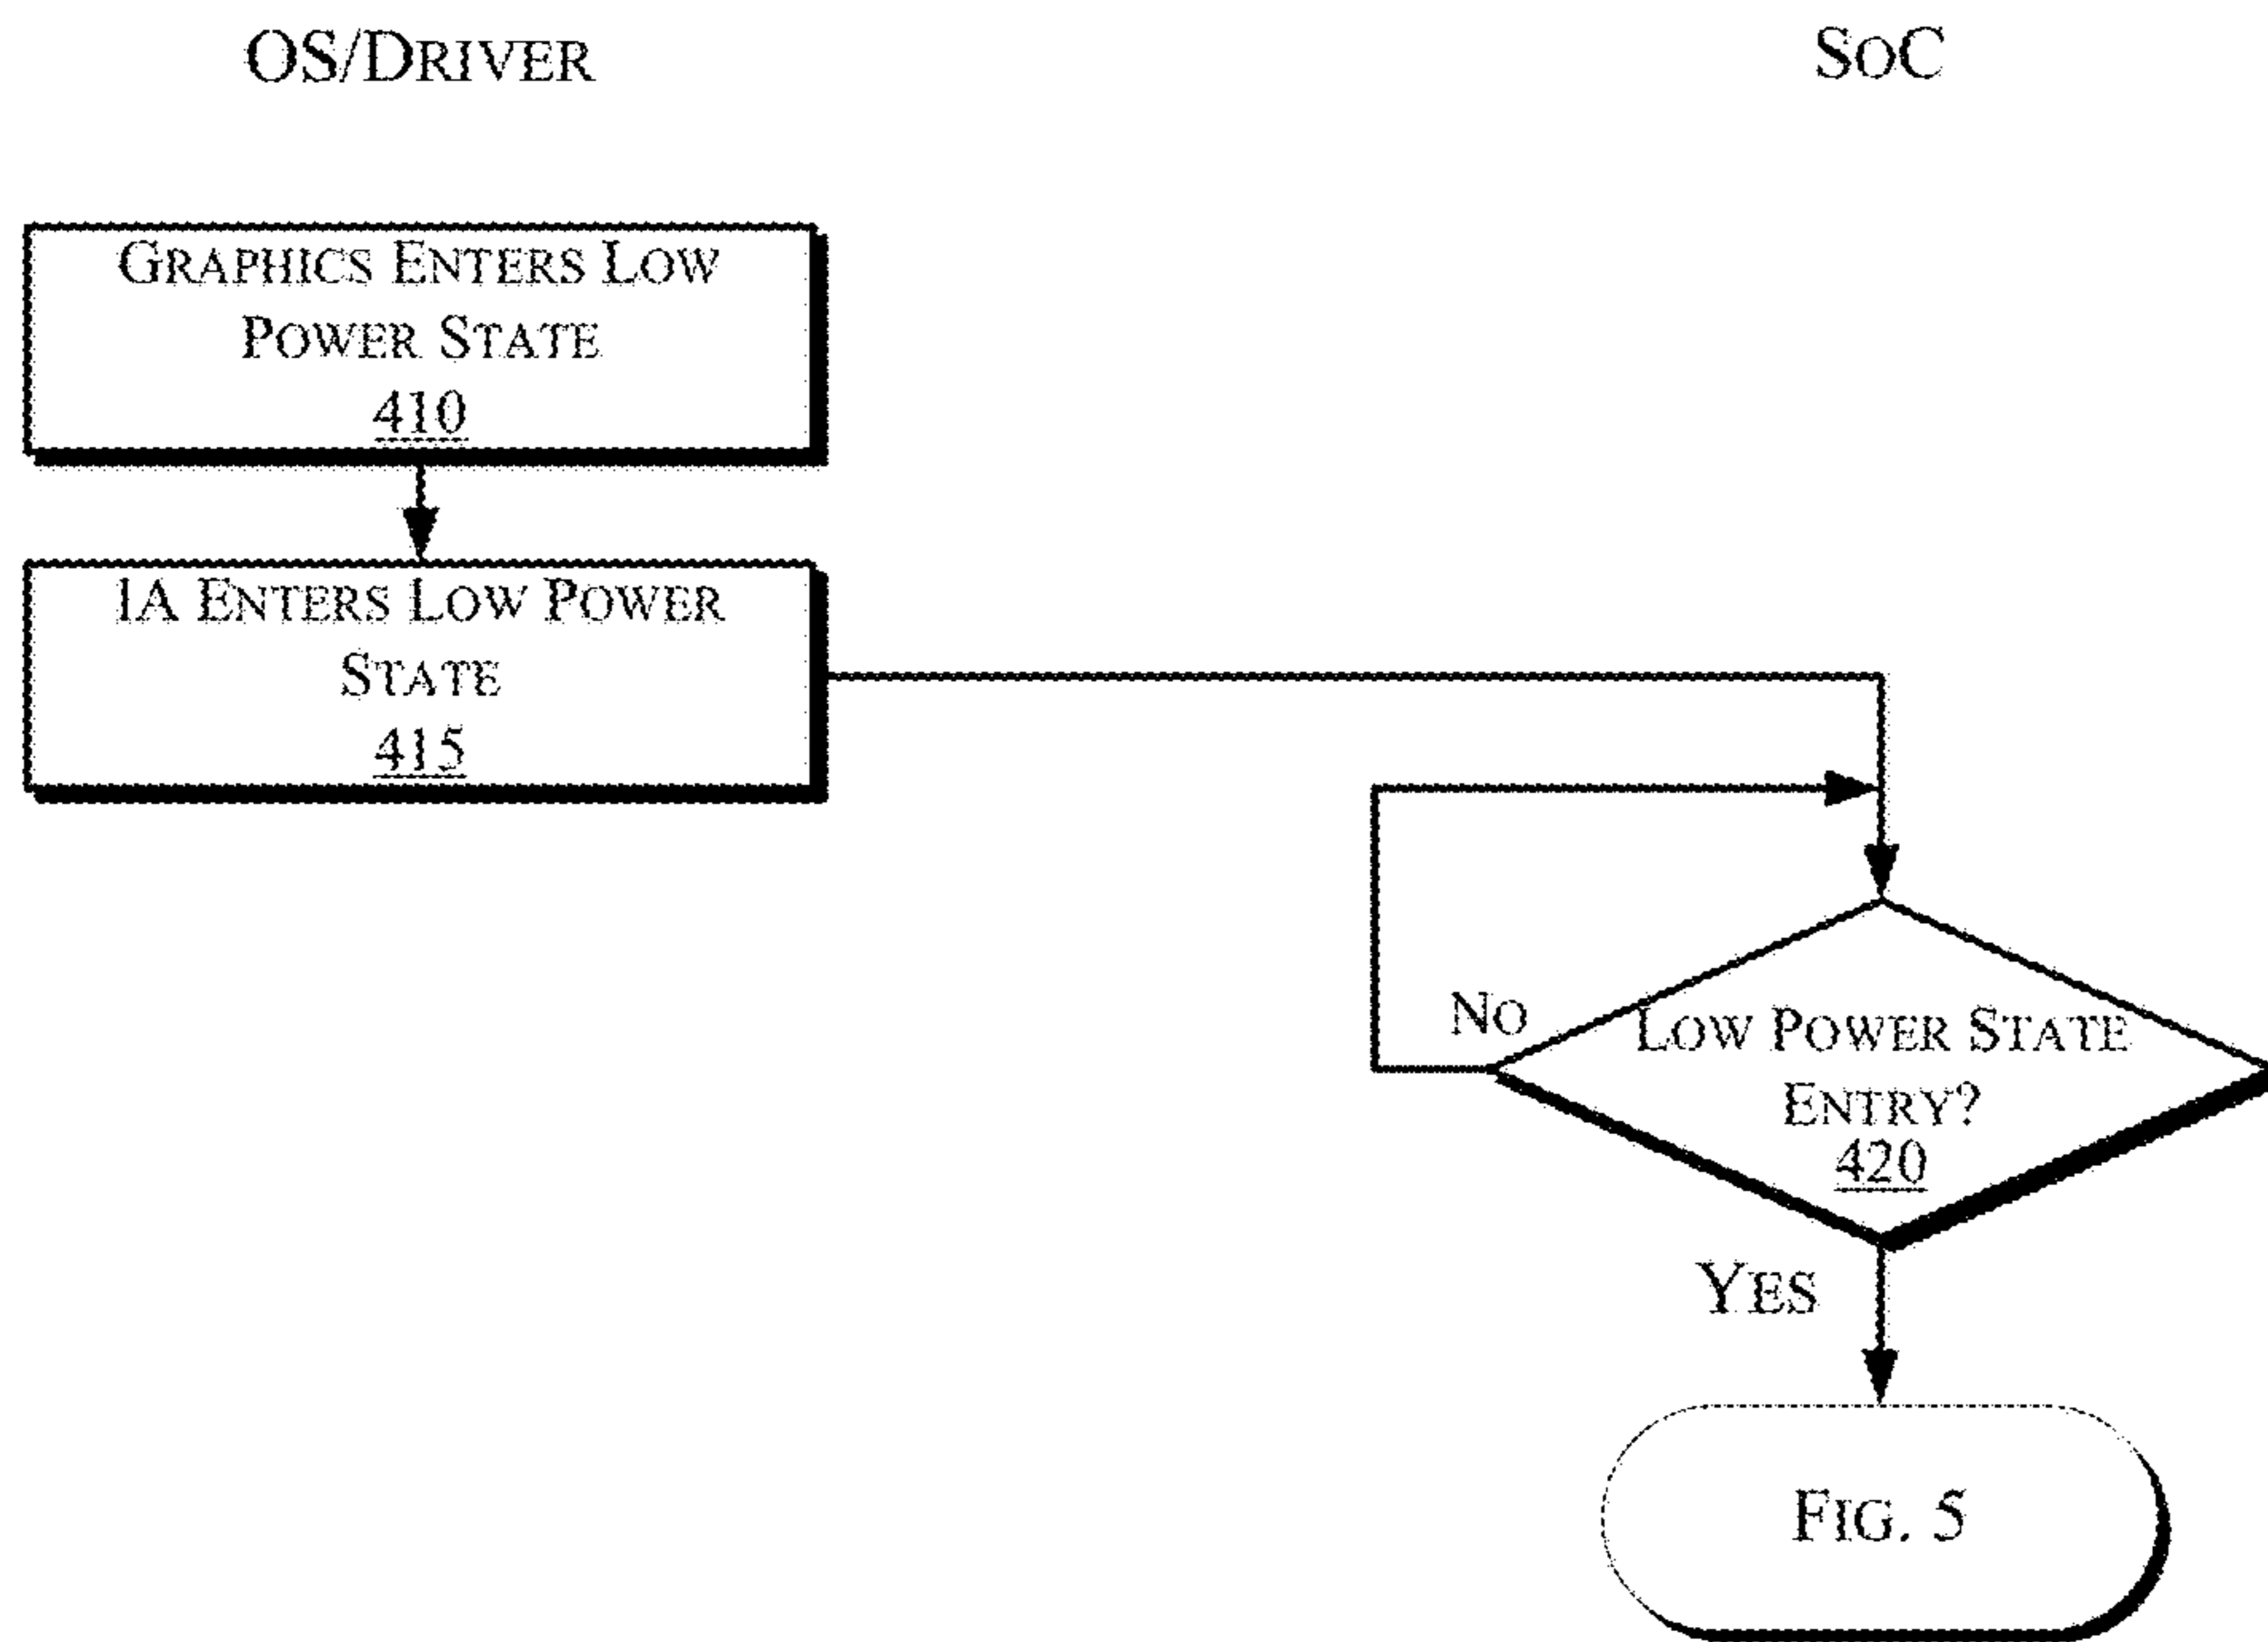 OS/DRIVER
SOC
GRAPHICS ENTERS LOW
POWER STATE
410
IA ENTERS LOW POWER
STATE
415
NO
LOW POWER STATE
ENTRY?
420
YES
FIG. 5